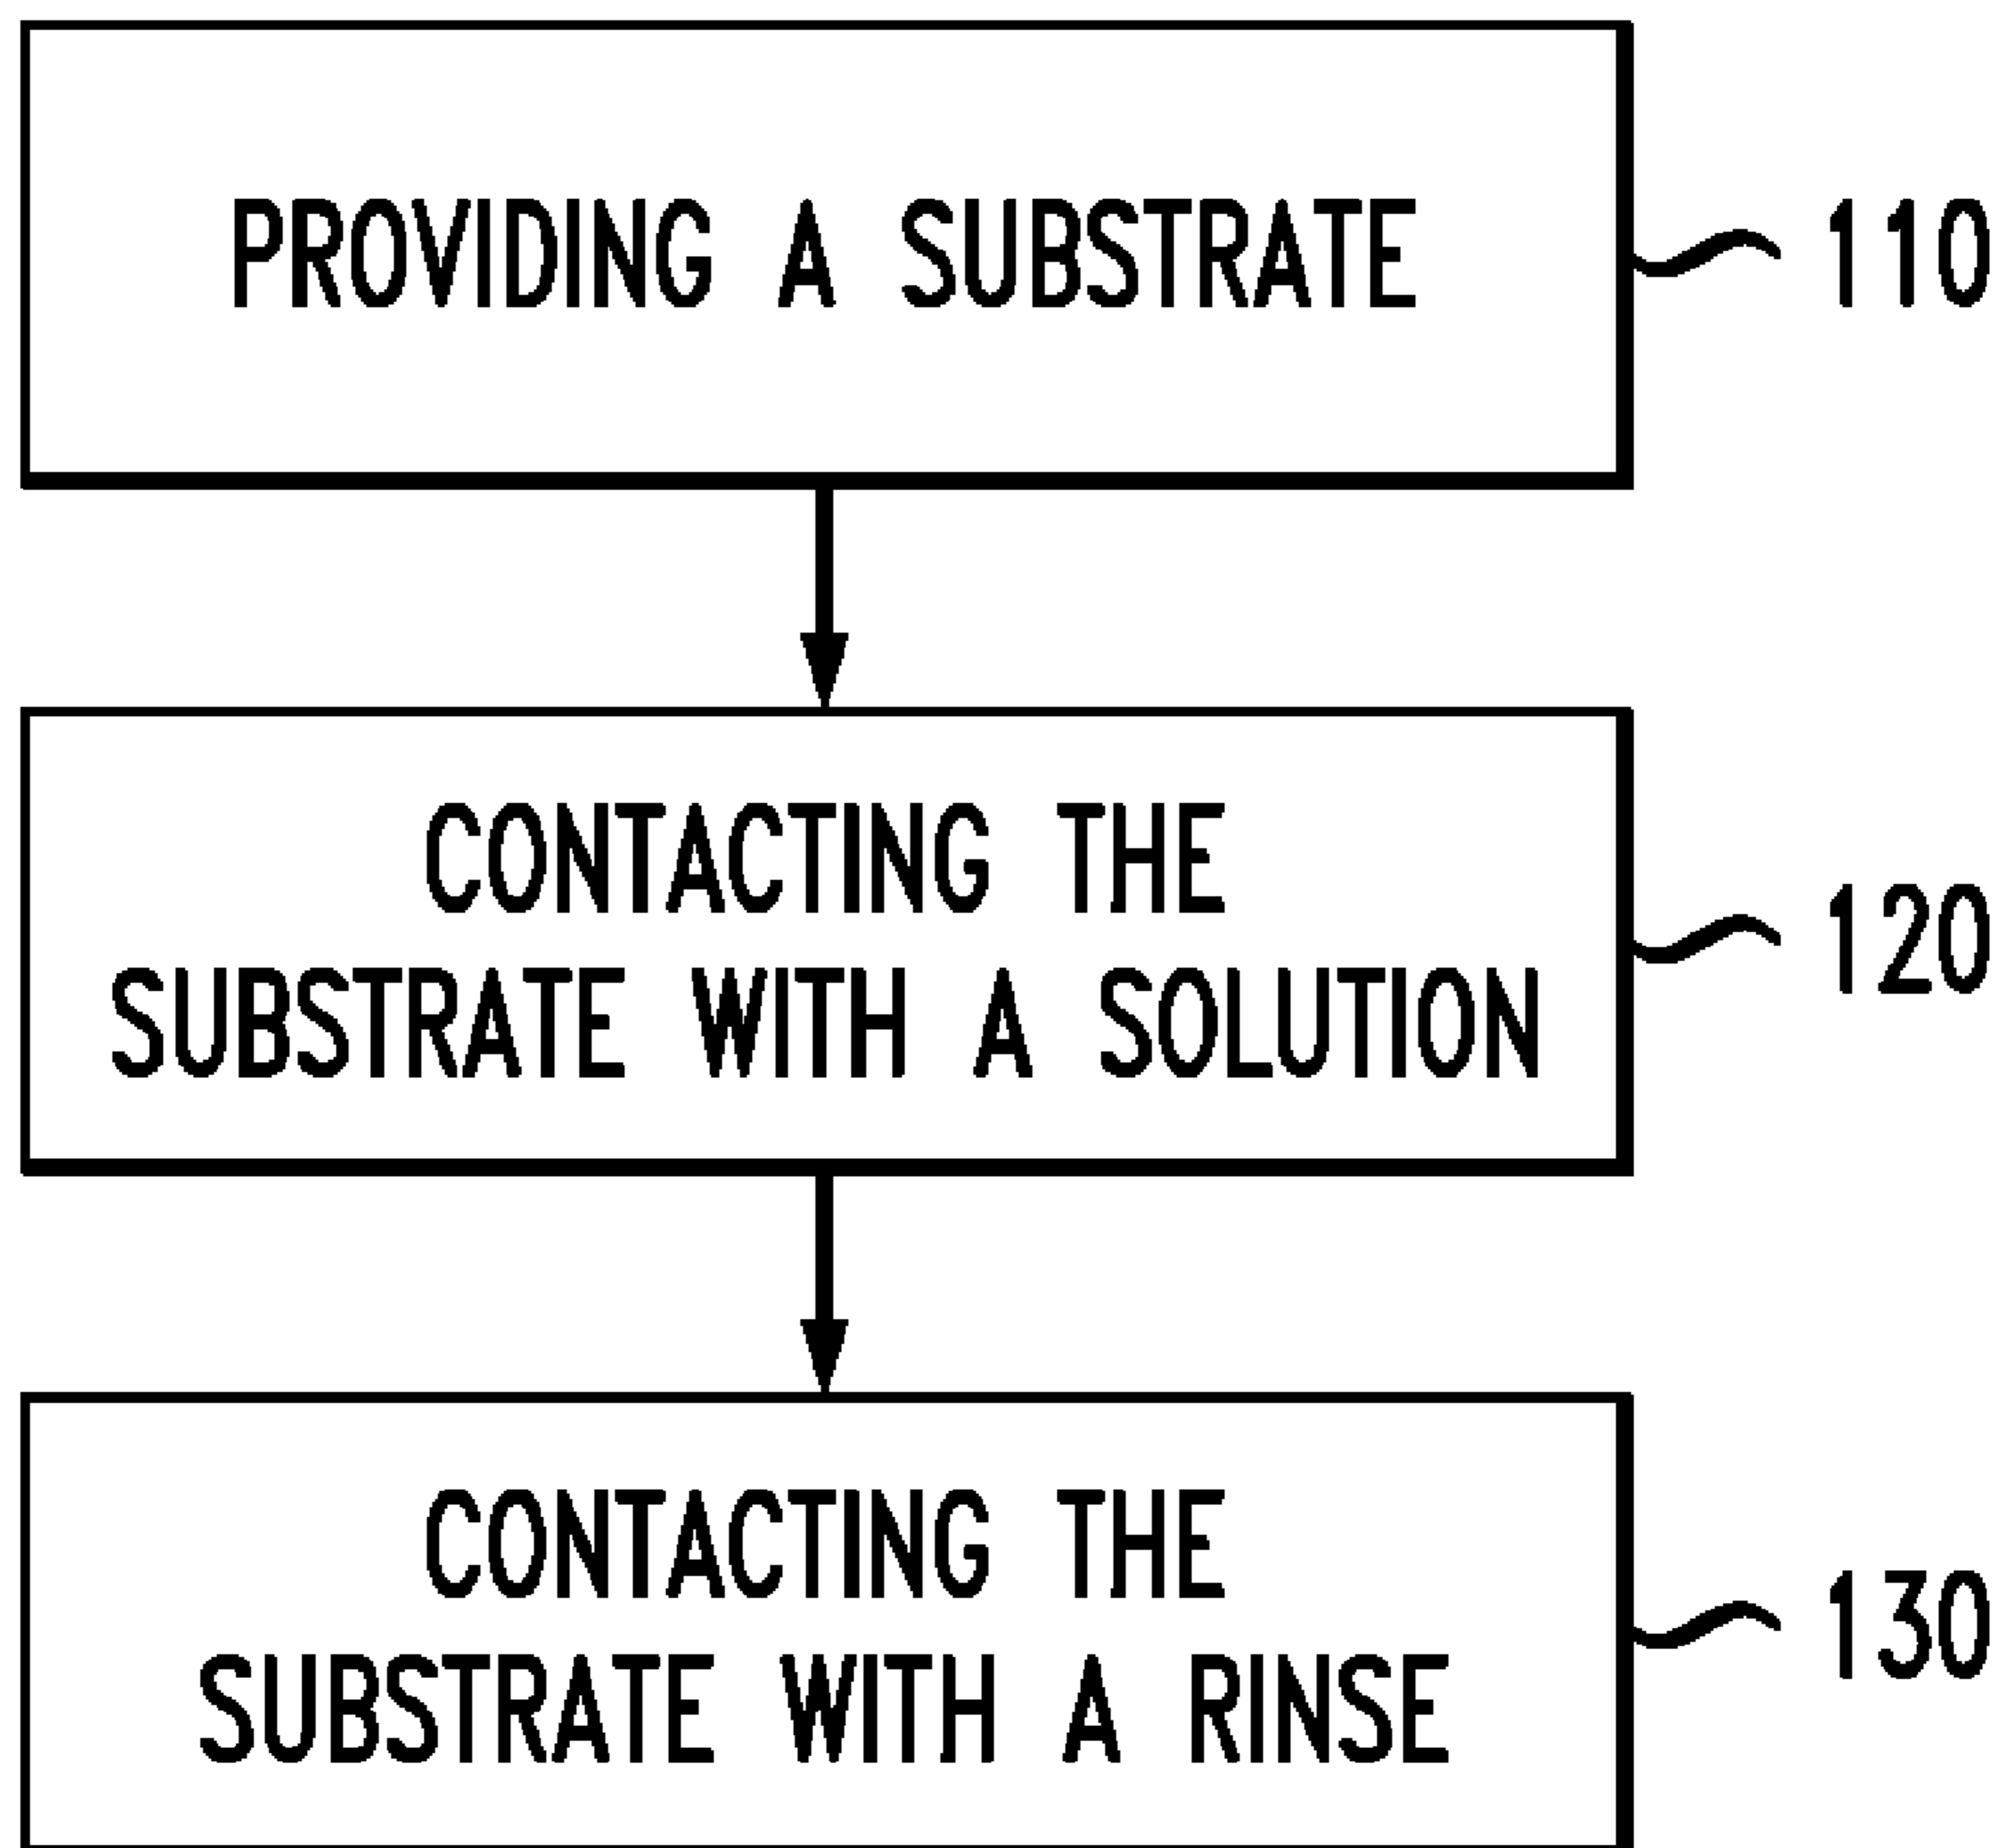 PROVIDING A SUBSTRATE
110
CONTACTING THE
SUBSTRATE WITH A SOLUTION
120
CONTACTING THE
SUBSTRATE WITH A RINSE
130